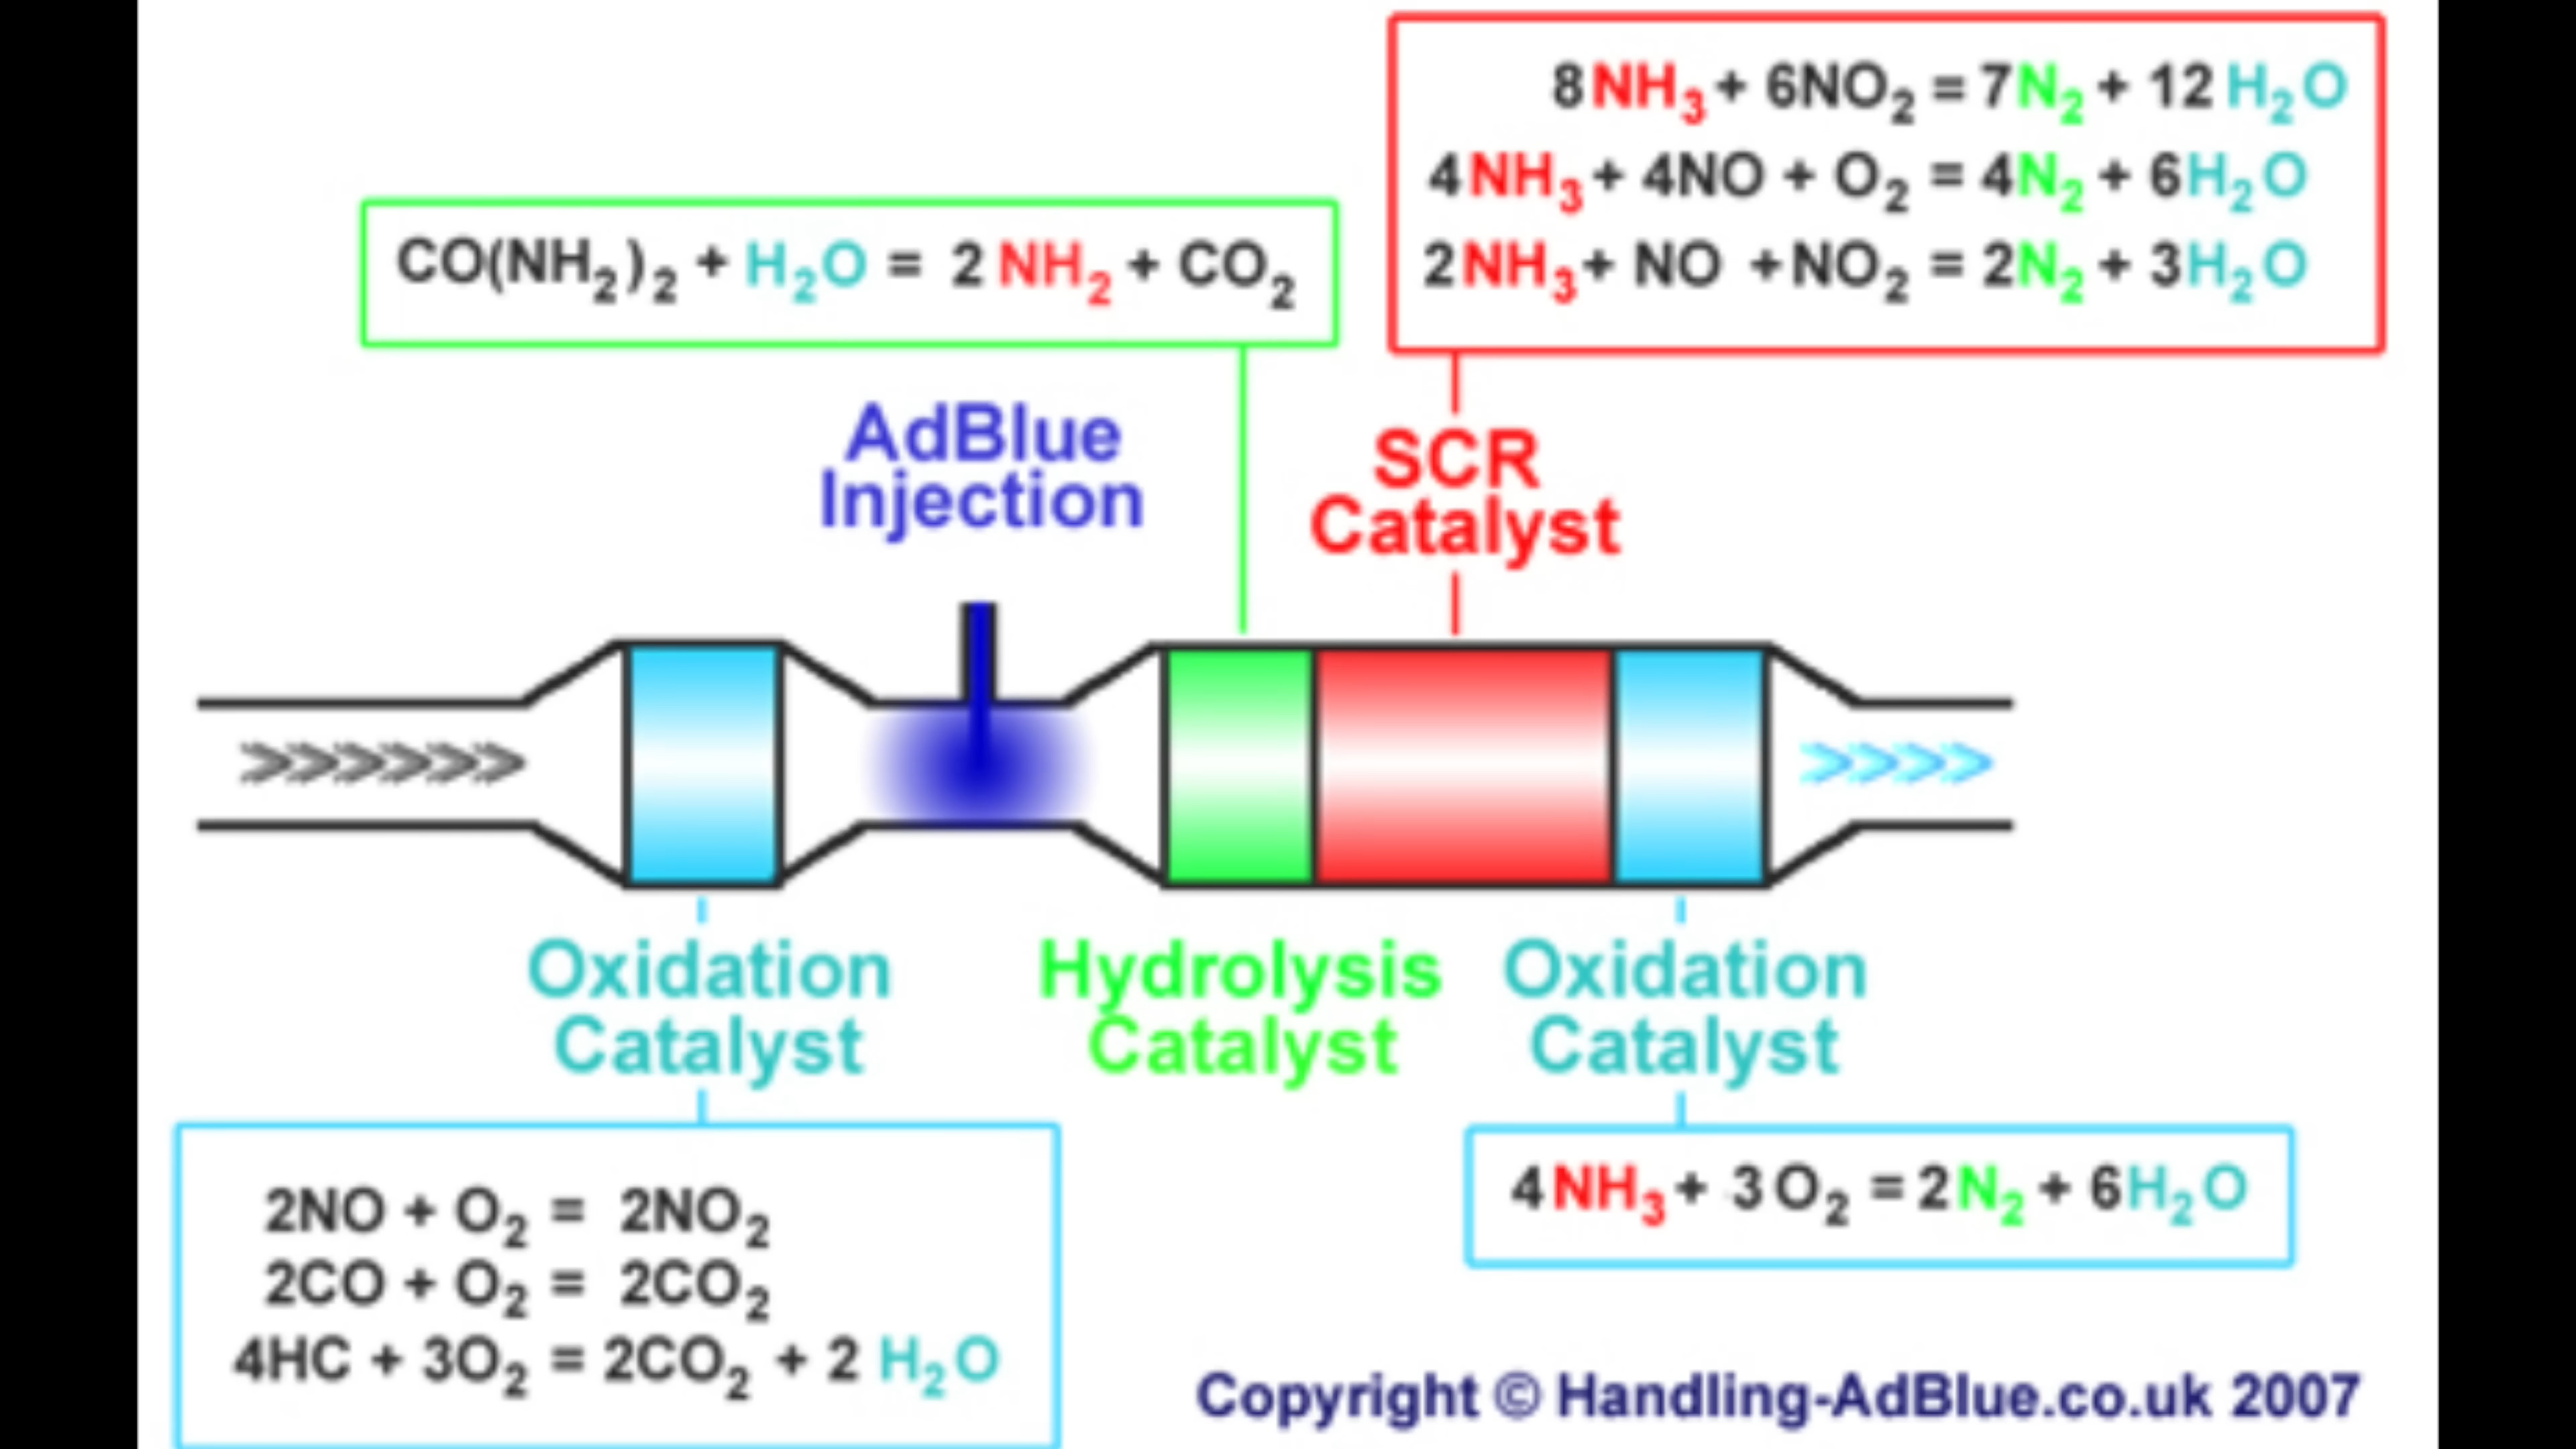 8NH₃ + 6NO₂ = 7N₂ + 12H₂O
4NH₃ + 4NO + O₂ = 4N₂ + 6H₂O
2NH₃ + NO + NO₂ = 2N₂ + 3H₂O
CO(NH₂)₂ + H₂O = 2 NH₂ + CO₂
AdBlue
Injection
SCR
Catalyst
Oxidation
Catalyst
Hydrolysis
Catalyst
Oxidation
Catalyst
2NO + O₂ = 2NO₂
2CO + O₂ = 2CO₂
4HC + 3O₂ = 2CO₂ + 2 H₂O
4NH₃ + 3O₂ = 2N₂ + 6H₂O
Copyright © Handling-AdBlue.co.uk 2007